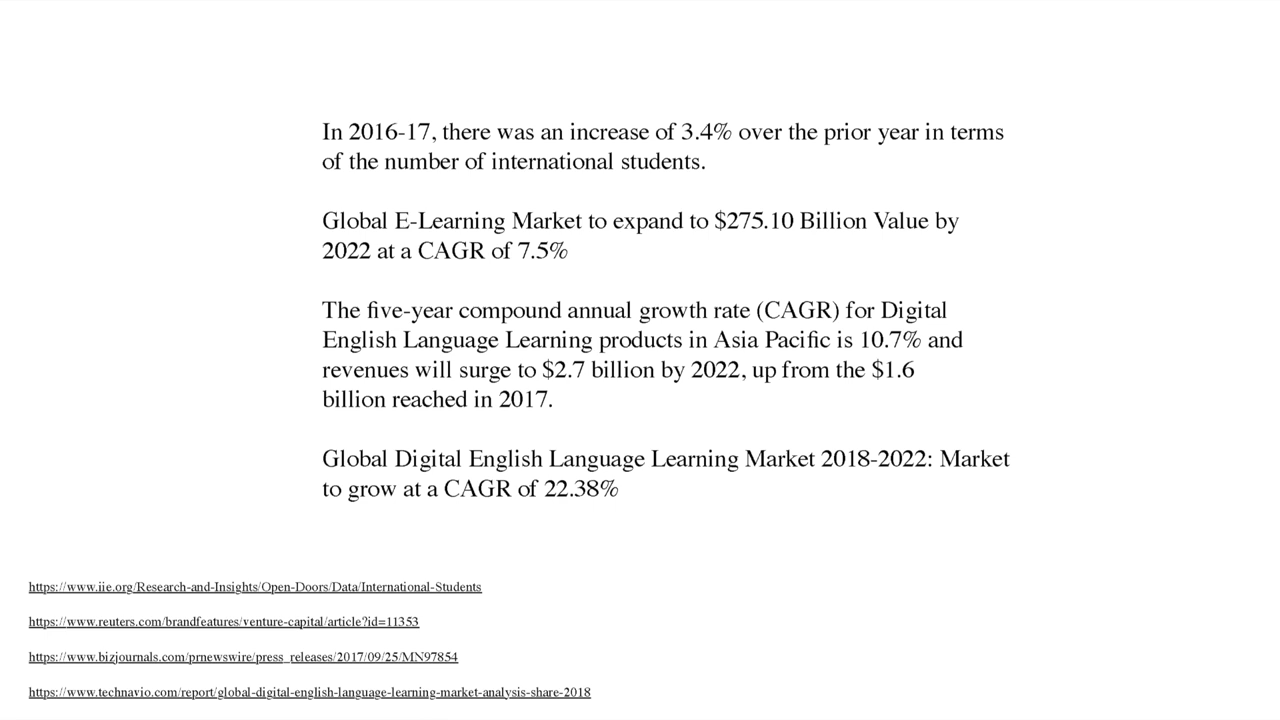 In 2016-17, there was an increase of 3.4% over the prior year in terms
of the number of international students.
Global E-Learning Market to expand to $275.10 Billion Value by
2022 at a CAGR of 7.5%
The five-year compound annual growth rate (CAGR) for Digital
English Language Learning products in Asia Pacific is 10.7% and
revenues will surge to $2.7 billion by 2022, up from the $1.6
billion reached in 2017.
Global Digital English Language Learning Market 2018-2022: Market
to grow at a CAGR of 22.38%
https://www.iie.org/Research-and-Insights/Open-Doors/Data/International-Students
https://www.reuters.com/brandfeatures/venture-capital/article?id=11353
https://www.bizjournals.com/prnewswire/press_releases/2017/09/25/MN97854
https://www.technavio.com/report/global-digital-english-language-learning-market-analysis-share-2018